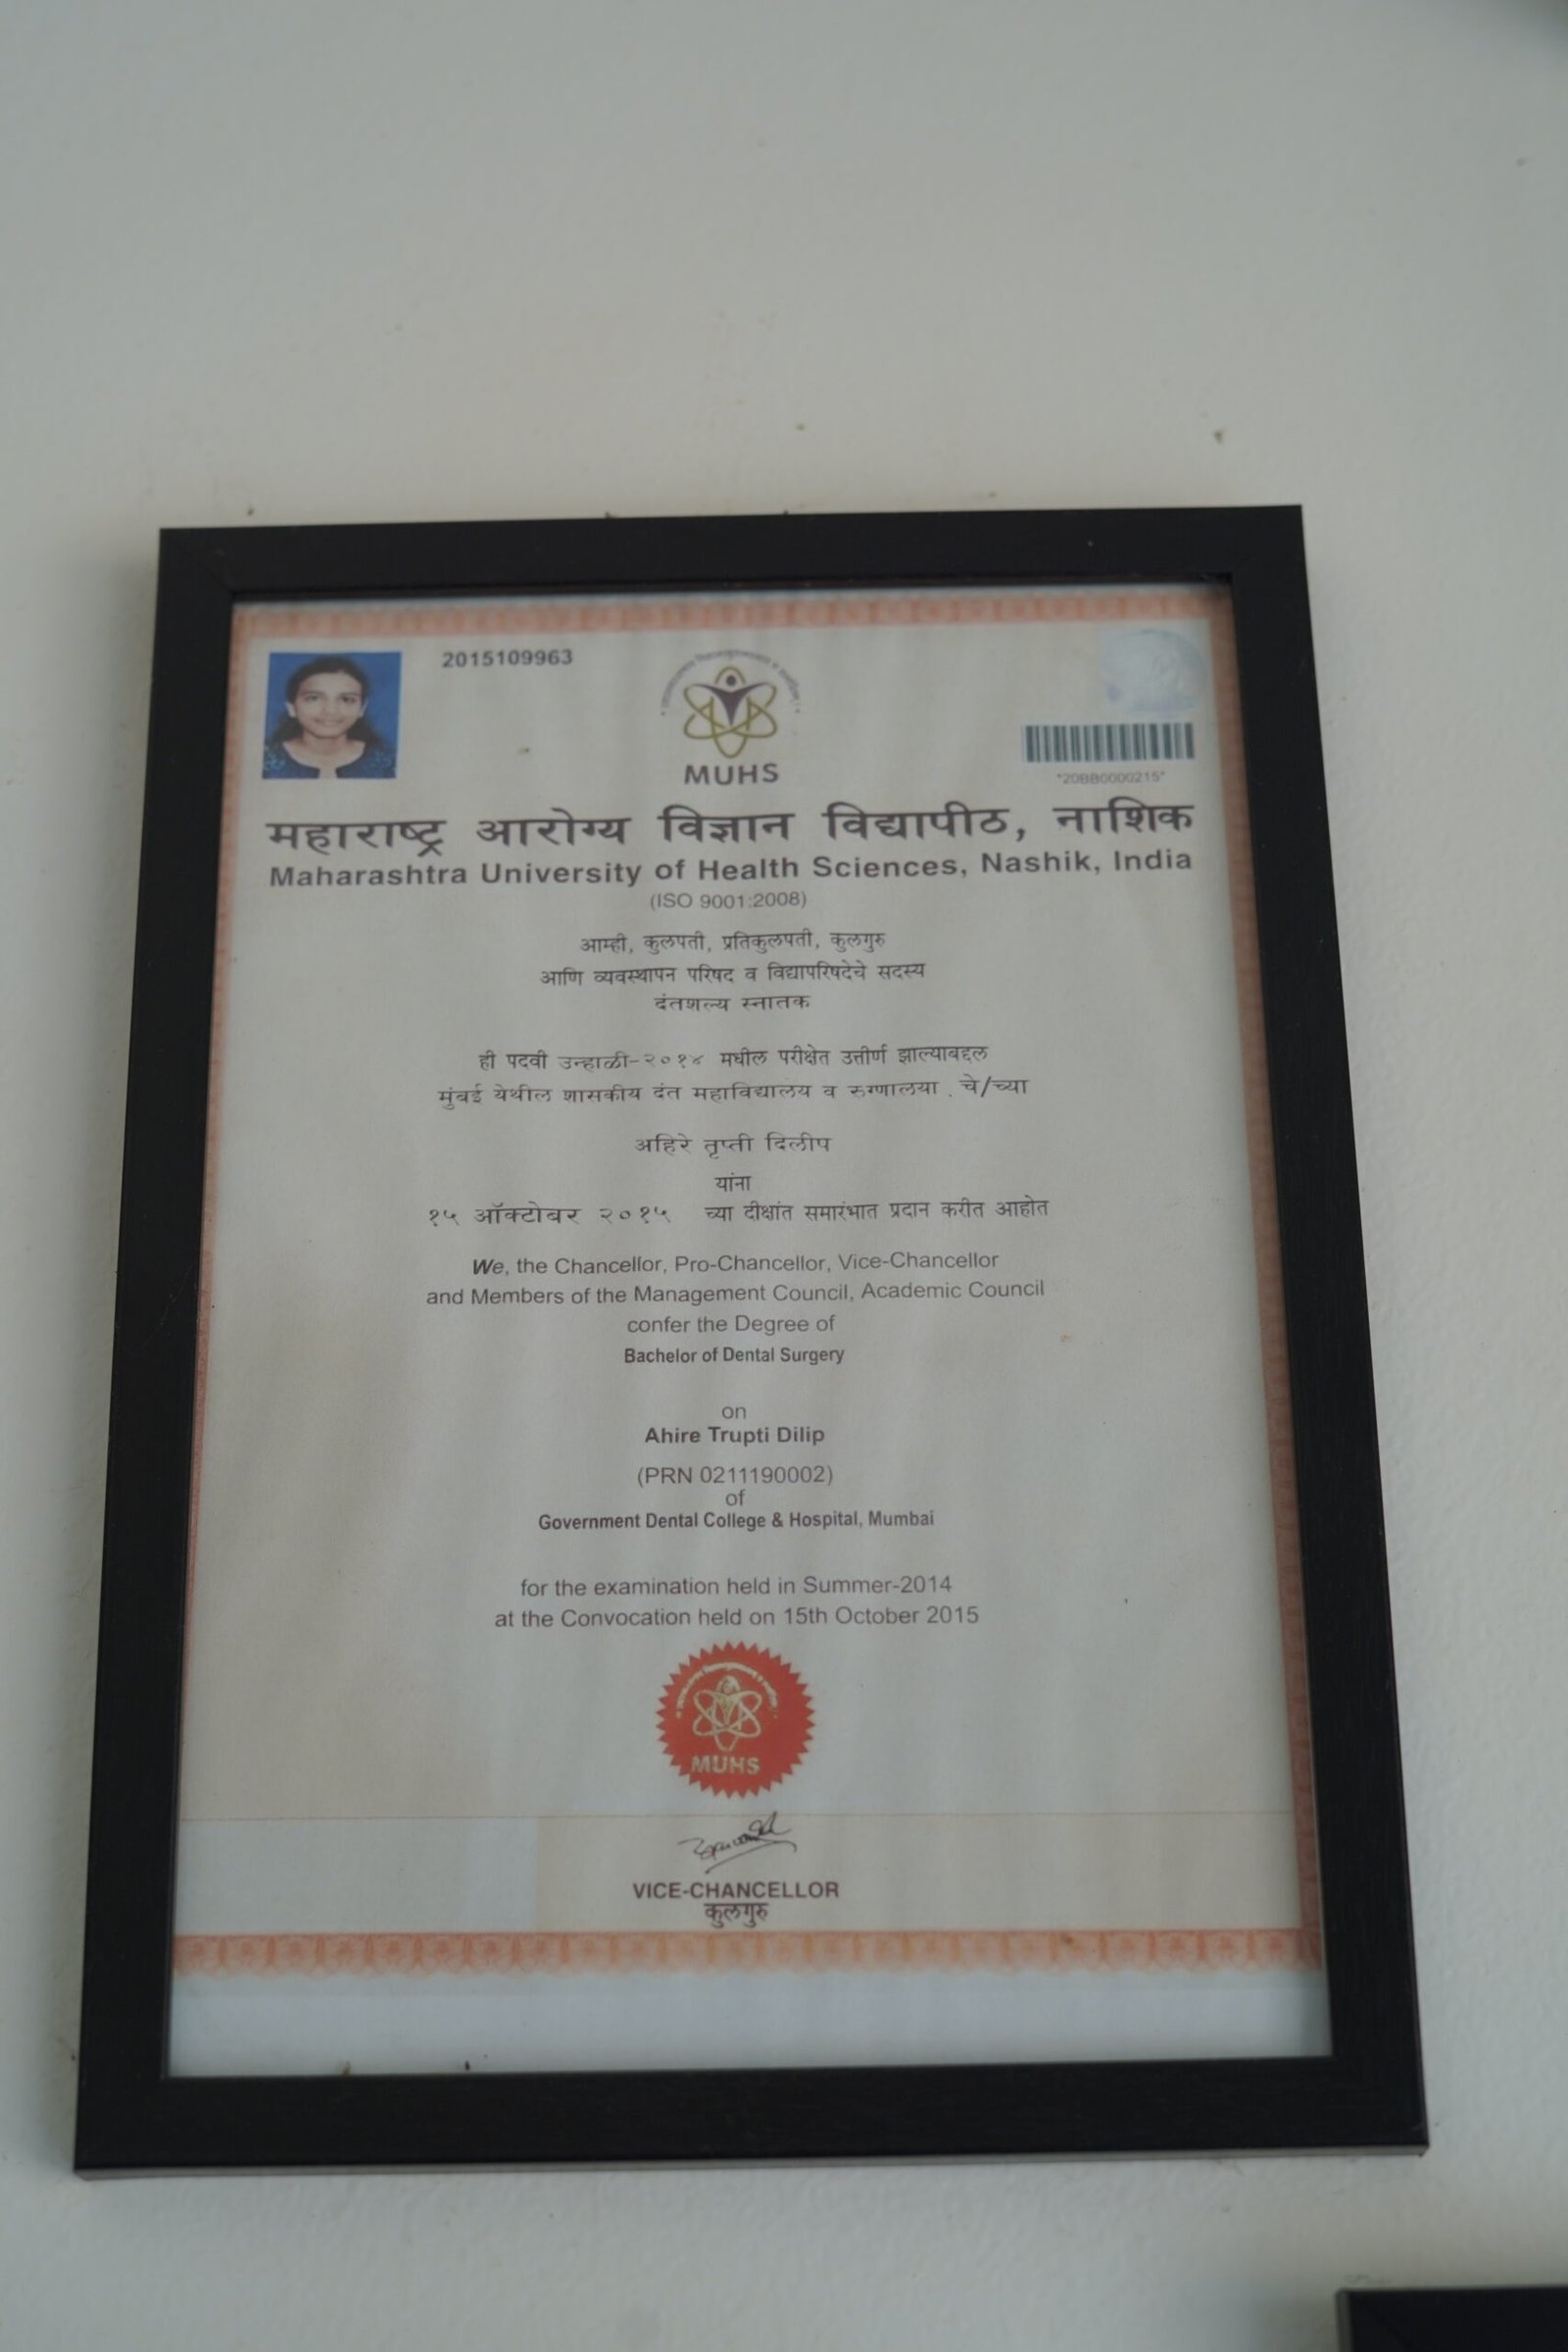 2015109963
MUHS
*20BB0000215*
महाराष्ट्र आरोग्य विज्ञान विद्यापीठ, नाशिक
Maharashtra University of Health Sciences, Nashik, India
(ISO 9001:2008)
आम्ही, कुलपती, प्रतिकुलपती, कुलगुरु
आणि व्यवस्थापन परिषद व विद्यापरिषदेचे सदस्य
दंतशल्य स्नातक
ही पदवी उन्हाळी-२०१४ मधील परीक्षेत उत्तीर्ण झाल्याबद्दल
मुंबई येथील शासकीय दंत महाविद्यालय व रुग्णालया . चे/च्या
अहिरे तृप्ती दिलीप
यांना
१५ ऑक्टोबर २०१५ च्या दीक्षांत समारंभात प्रदान करीत आहोत
We, the Chancellor, Pro-Chancellor, Vice-Chancellor
and Members of the Management Council, Academic Council
confer the Degree of
Bachelor of Dental Surgery
on
Ahire Trupti Dilip
(PRN 0211190002)
of
Government Dental College & Hospital, Mumbai
for the examination held in Summer-2014
at the Convocation held on 15th October 2015
MUHS
VICE-CHANCELLOR
कुलगुरु